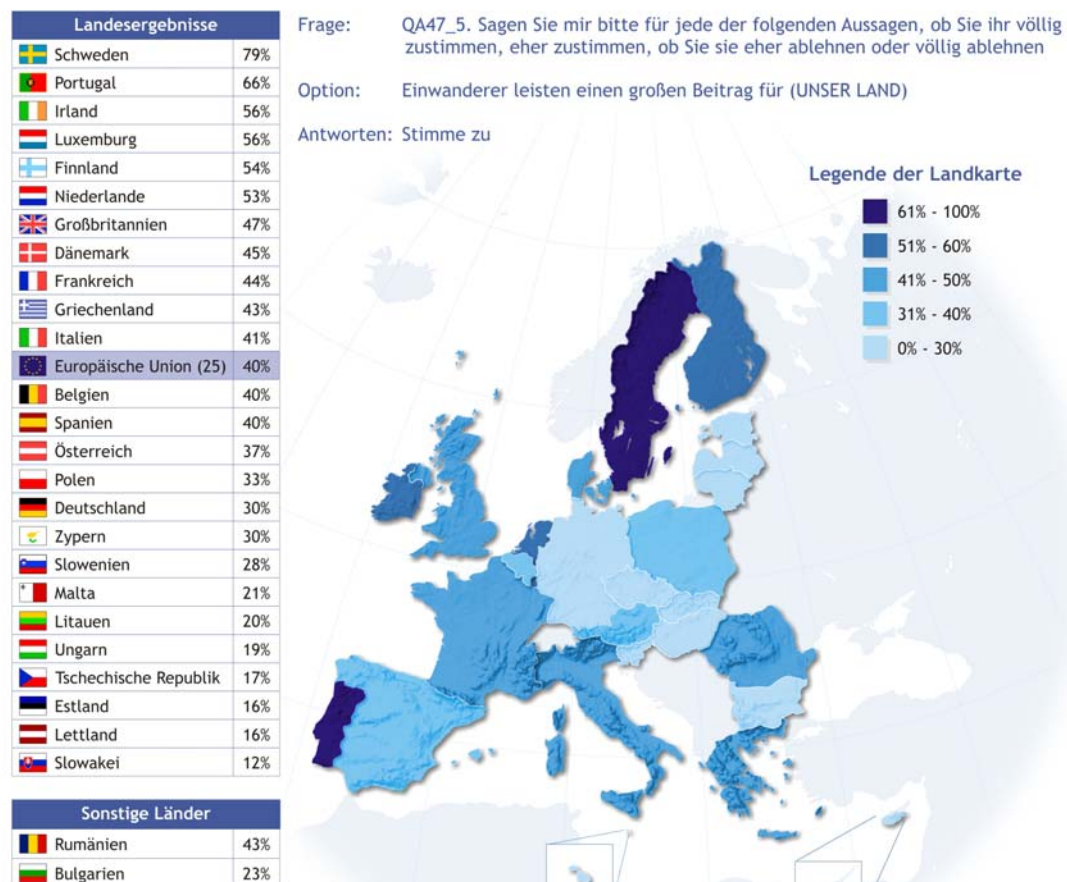 Landesergebnisse
Schweden 79%
Portugal 66%
Irland 56%
Luxemburg 56%
Finnland 54%
Niederlande 53%
Großbritannien 47%
Dänemark 45%
Frankreich 44%
Griechenland 43%
Italien 41%
Europäische Union (25) 40%
Belgien 40%
Spanien 40%
Österreich 37%
Polen 33%
Deutschland 30%
Zypern 30%
Slowenien 28%
Malta 21%
Litauen 20%
Ungarn 19%
Tschechische Republik 17%
Estland 16%
Lettland 16%
Slowakei 12%
Sonstige Länder
Rumänien 43%
Bulgarien 23%
Frage: QA47_5. Sagen Sie mir bitte für jede der folgenden Aussagen, ob Sie ihr völlig
zustimmen, eher zustimmen, ob Sie sie eher ablehnen oder völlig ablehnen
Option: Einwanderer leisten einen großen Beitrag für (UNSER LAND)
Antworten: Stimme zu
Legende der Landkarte
61% - 100%
51% - 60%
41% - 50%
31% - 40%
0% - 30%